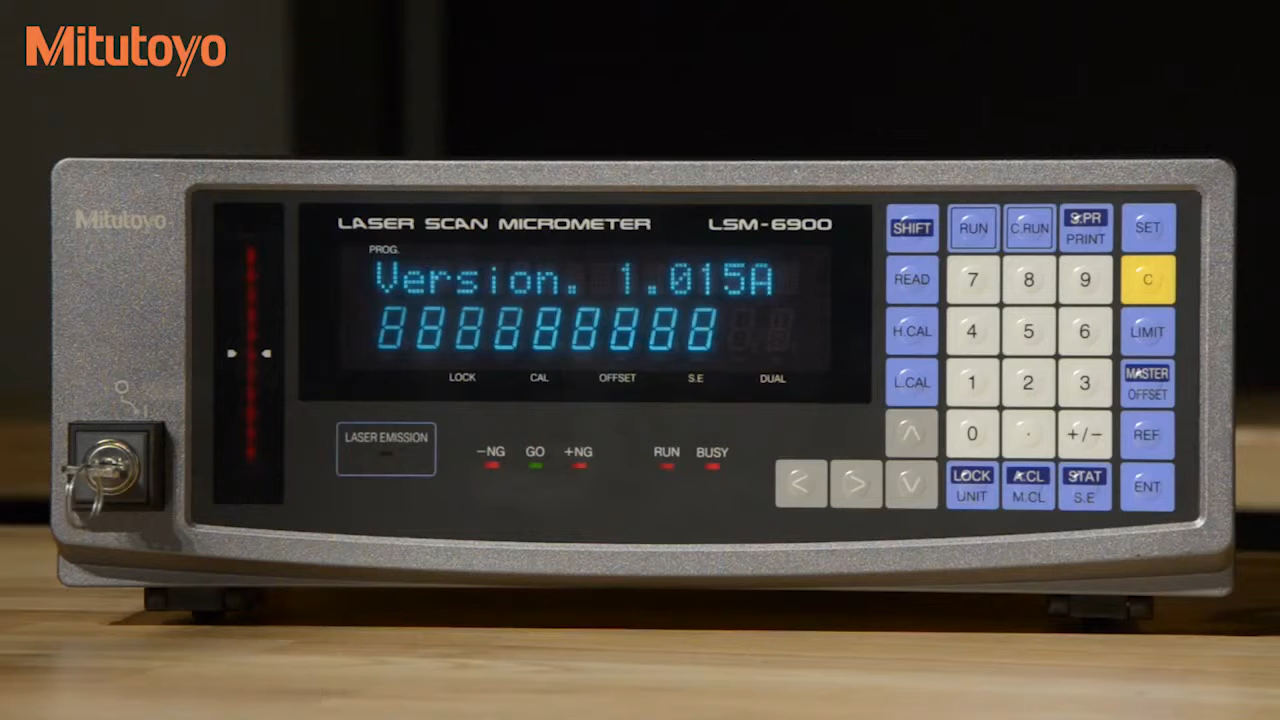 Mitutoyo
Mitutoyo
LASER SCAN MICROMETER LSM-6900
PROG.
Version. 1.015A
888888888
LOCK CAL OFFSET S.E DUAL
LASER EMISSION
−NG GO +NG RUN BUSY
SHIFT RUN C.RUN S.PR PRINT SET
READ 7 8 9 C
H.CAL 4 5 6 LIMIT
L.CAL 1 2 3 MASTER OFFSET
0 · +/− REF
LOCK UNIT A.CL M.CL STAT S.E ENT